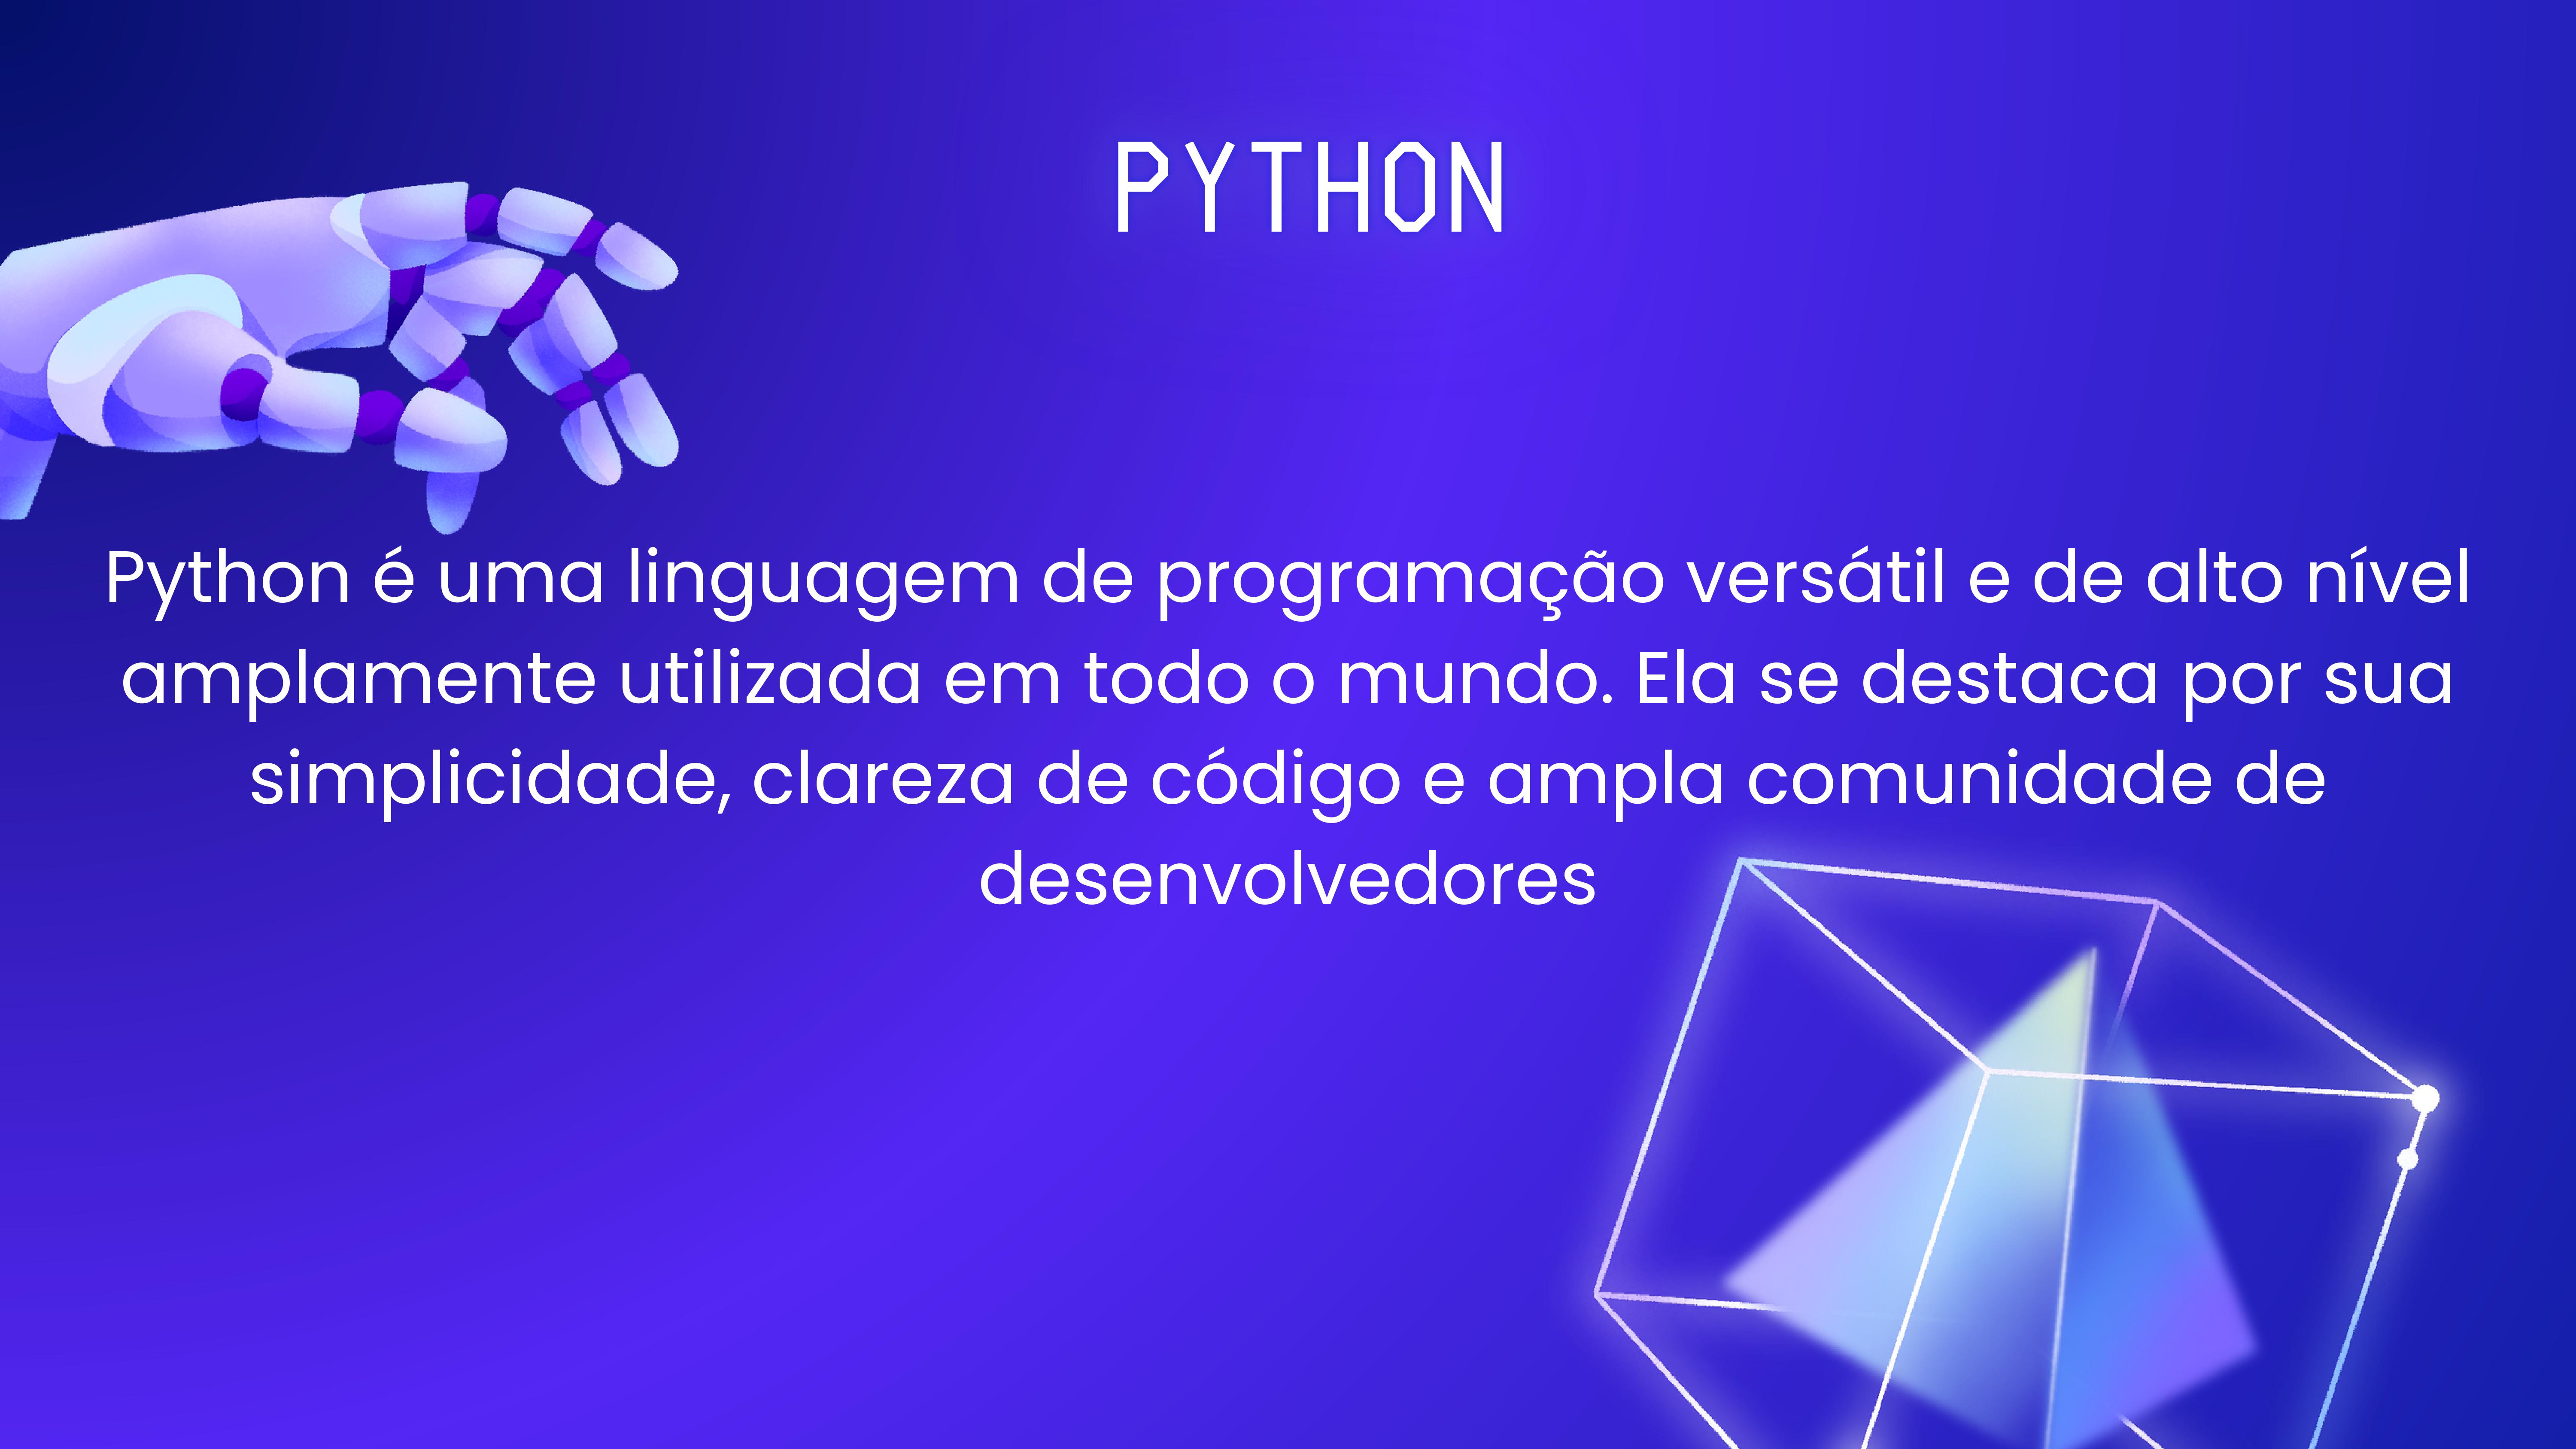 PYTHON
Python é uma linguagem de programação versátil e de alto nível
amplamente utilizada em todo o mundo. Ela se destaca por sua
simplicidade, clareza de código e ampla comunidade de
desenvolvedores